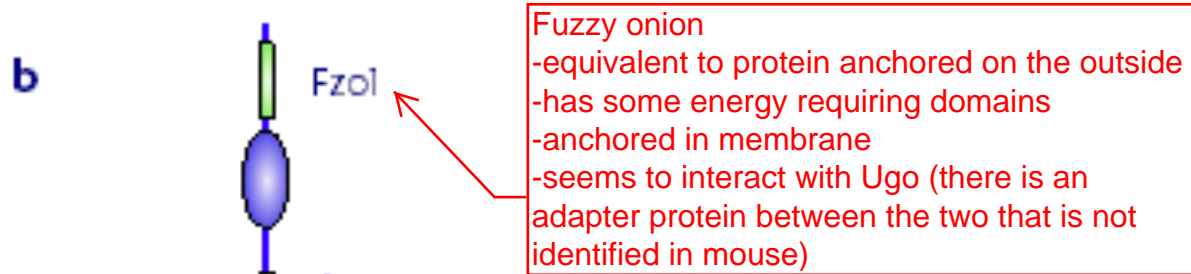 b
Fzo1
Fuzzy onion
-equivalent to protein anchored on the outside
-has some energy requiring domains
-anchored in membrane
-seems to interact with Ugo (there is an
adapter protein between the two that is not
identified in mouse)